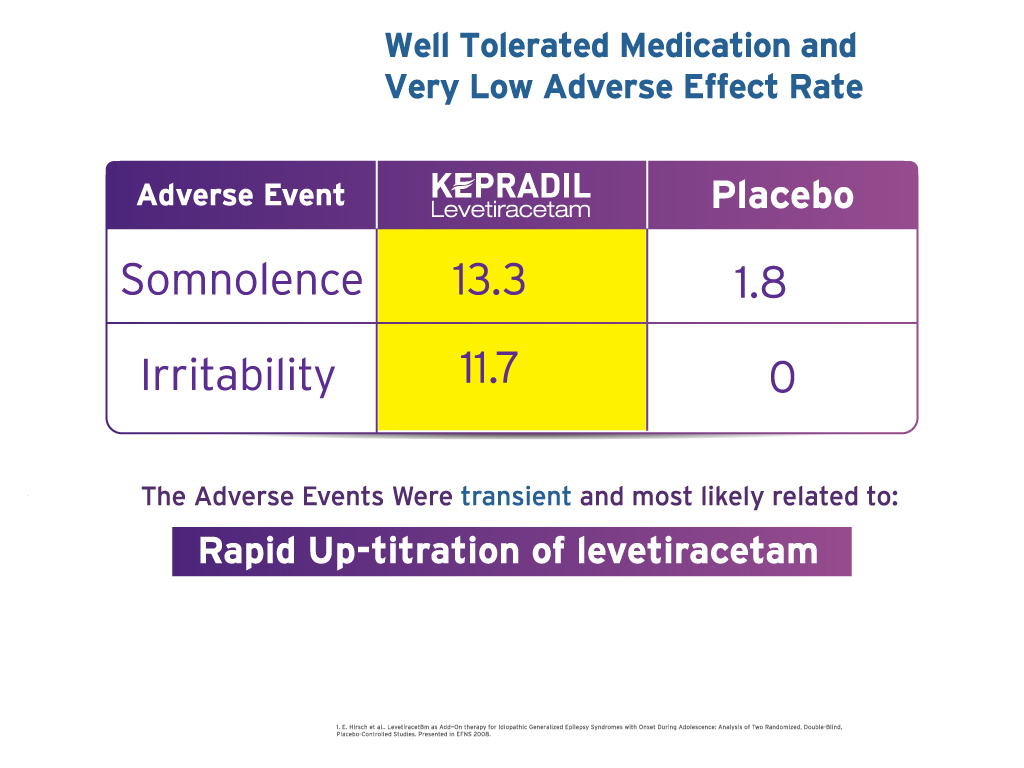 Well Tolerated Medication and
Very Low Adverse Effect Rate
Adverse Event
KEPRADIL
Levetiracetam
Placebo
Somnolence
13.3
1.8
Irritability
11.7
0
The Adverse Events Were transient and most likely related to:
Rapid Up-titration of levetiracetam
1. E. Hirsch et al.. LevetiracetBm as Add-On therapy for Idiopathic Generalized Epilepsy Syndromes with Onset During Adolescence: Analysis of Two Randomized, Double-Blind,
Placebo-Controlled Studies. Presented in EFNS 2008.